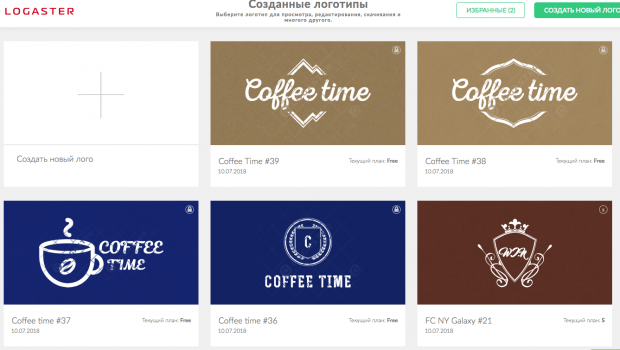 LOGASTER
Созданные логотипы
Выберите логотип для просмотра, редактирования, скачивания и
многого другого.
ИЗБРАННЫЕ (2)
СОЗДАТЬ НОВЫЙ ЛОГО
Coffee time
Coffee time
Создать новый лого
Coffee Time #39
Текущий план: Free
10.07.2018
Coffee Time #38
Текущий план: Free
10.07.2018
COFFEE
TIME
C
COFFEE TIME
Coffee time #37
Текущий план: Free
10.07.2018
Coffee time #36
Текущий план: Free
10.07.2018
FC NY Galaxy #21
Текущий план: S
10.07.2018